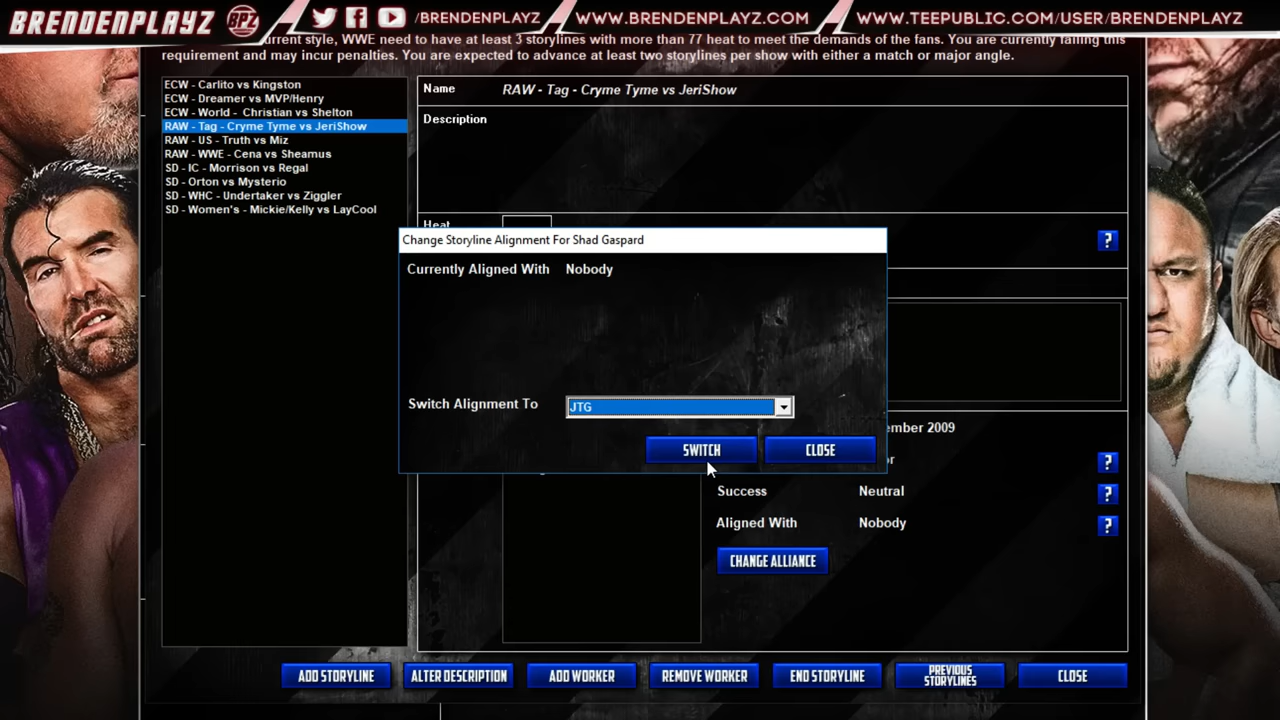 BRENDENPLAYZ BPZ /BRENDENPLAYZ WWW.BRENDENPLAYZ.COM WWW.TEEPUBLIC.COM/USER/BRENDENPLAYZ
urrent style, WWE need to have at least 3 storylines with more than 77 heat to meet the demands of the fans. You are currently failing this
requirement and may incur penalties. You are expected to advance at least two storylines per show with either a match or major angle.
ECW - Carlito vs Kingston
ECW - Dreamer vs MVP/Henry
ECW - World - Christian vs Shelton
RAW - Tag - Cryme Tyme vs JeriShow
RAW - US - Truth vs Miz
RAW - WWE - Cena vs Sheamus
SD - IC - Morrison vs Regal
SD - Orton vs Mysterio
SD - WHC - Undertaker vs Ziggler
SD - Women's - Mickie/Kelly vs LayCool
Name RAW - Tag - Cryme Tyme vs JeriShow
Description
Heat
?
Change Storyline Alignment For Shad Gaspard
Currently Aligned With Nobody
Switch Alignment To JTG
SWITCH CLOSE
ember 2009
or ?
Success Neutral ?
Aligned With Nobody ?
CHANGE ALLIANCE
ADD STORYLINE ALTER DESCRIPTION ADD WORKER REMOVE WORKER END STORYLINE PREVIOUS STORYLINES CLOSE